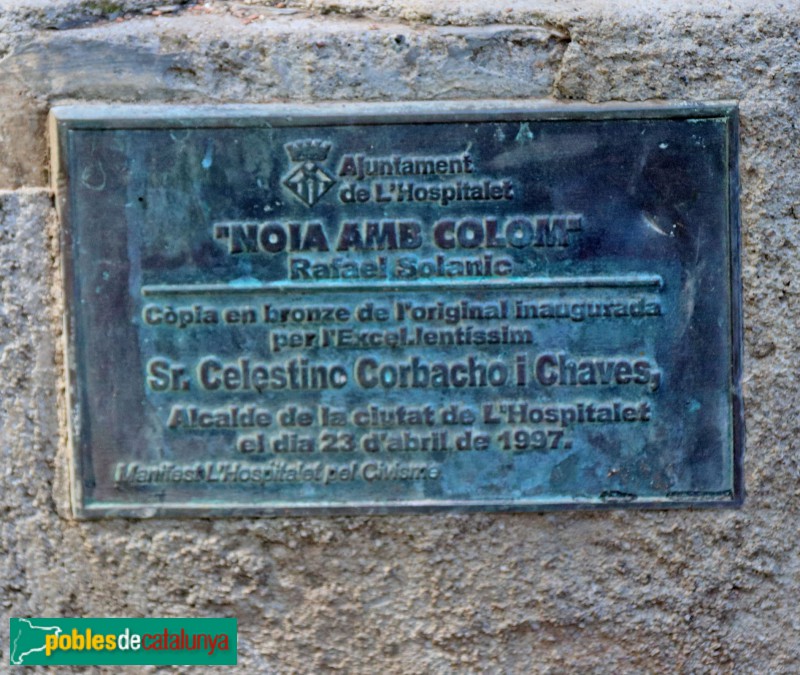 Ajuntament
de L'Hospitalet
"NOIA AMB COLOM"
Rafael Solanic
Còpia en bronze de l'original inaugurada
per l'Excel.lentíssim
Sr. Celestino Corbacho i Chaves,
Alcalde de la ciutat de L'Hospitalet
el dia 23 d'abril de 1997.
Manifest L'Hospitalet pel Civisme
poblesdecatalunya